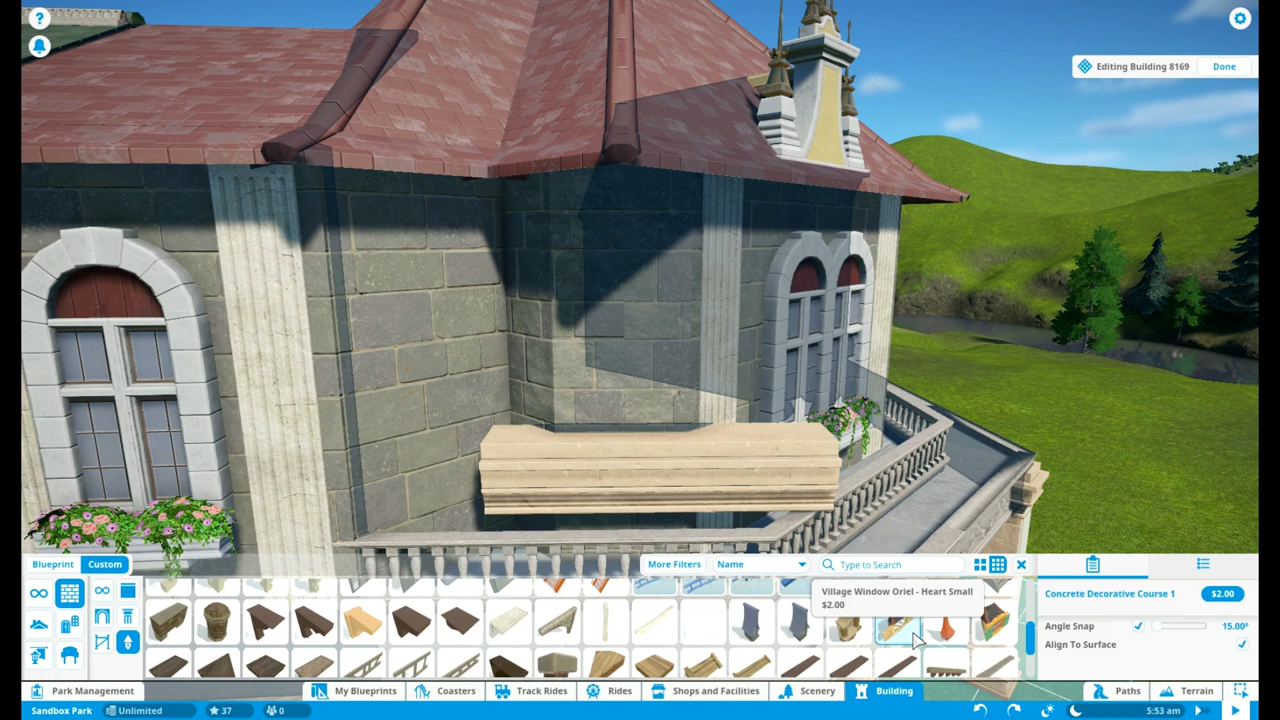 ?
Editing Building 8169 Done
Blueprint Custom More Filters Name Type to Search
Village Window Oriel - Heart Small
$2.00
Concrete Decorative Course 1 $2.00
Angle Snap 15.00°
Align To Surface
Park Management My Blueprints Coasters Track Rides Rides Shops and Facilities Scenery Building Paths Terrain
Sandbox Park Unlimited 37 0 5:53 am